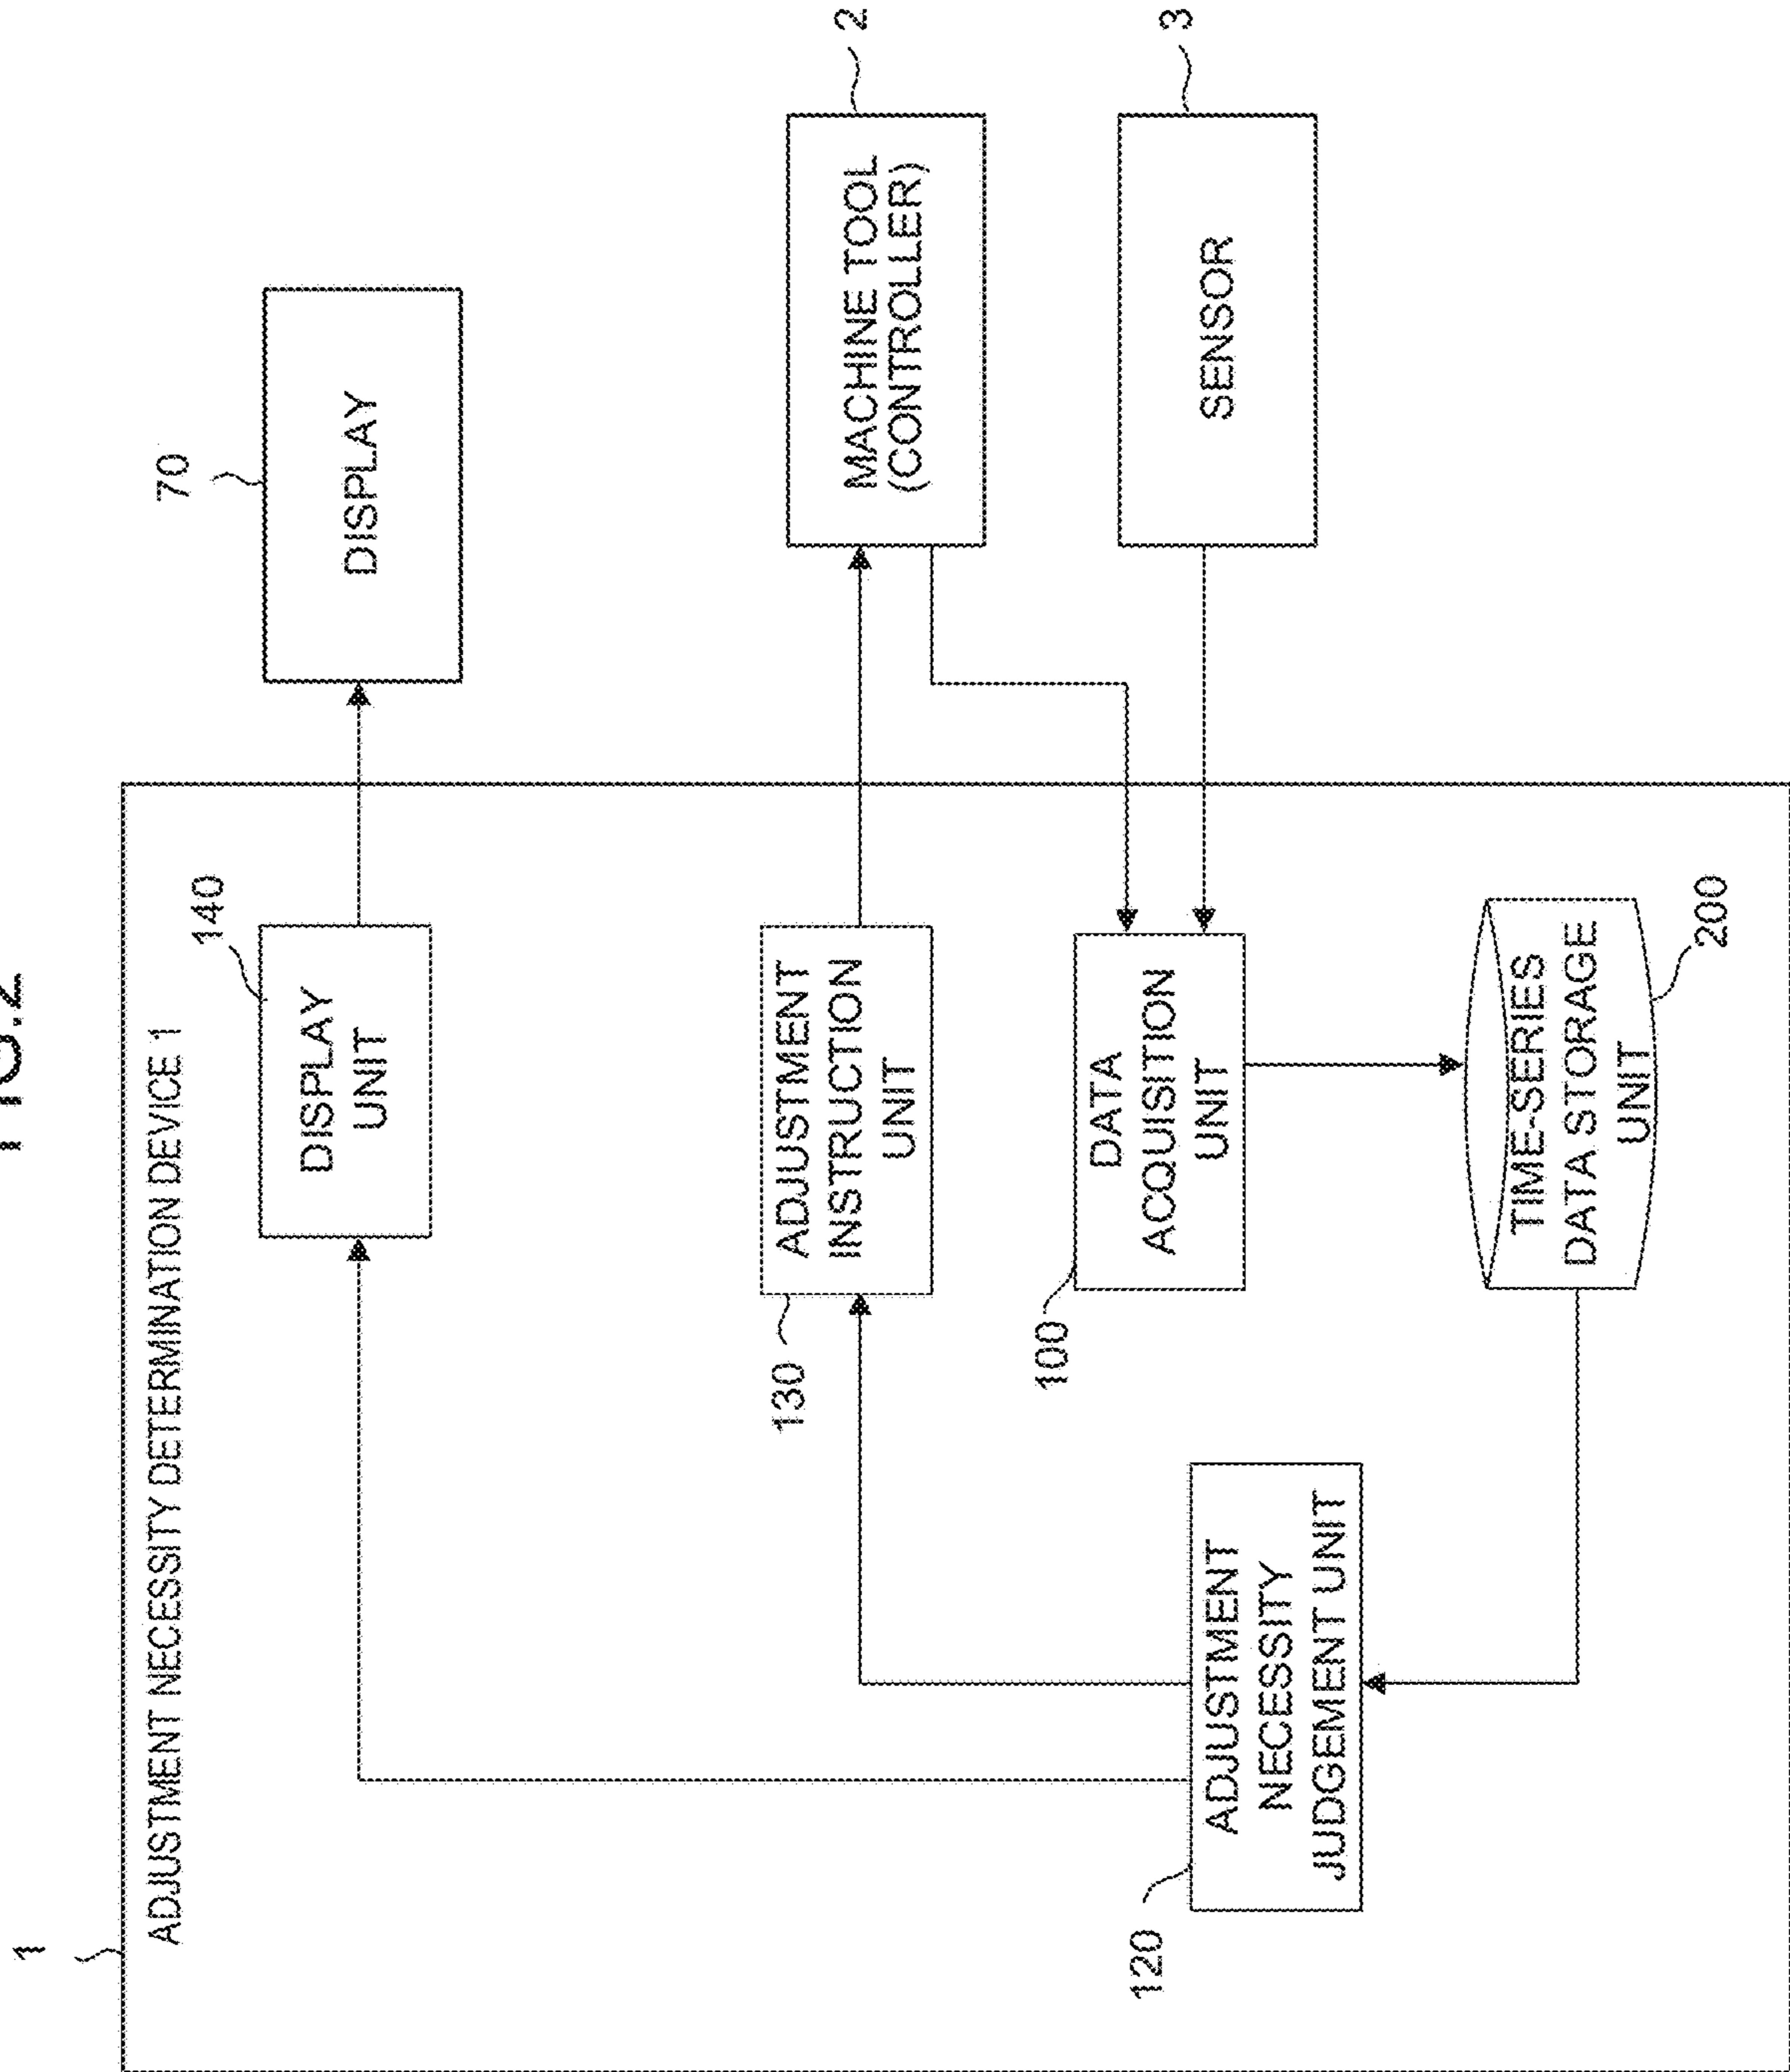 FIG.2
1
ADJUSTMENT NECESSITY DETERMINATION DEVICE 1
140
DISPLAY
UNIT
70
DISPLAY
130
ADJUSTMENT
INSTRUCTION
UNIT
2
MACHINE TOOL
(CONTROLLER)
100
DATA
ACQUISITION
UNIT
3
SENSOR
120
ADJUSTMENT
NECESSITY
JUDGEMENT UNIT
TIME-SERIES
DATA STORAGE
UNIT
200